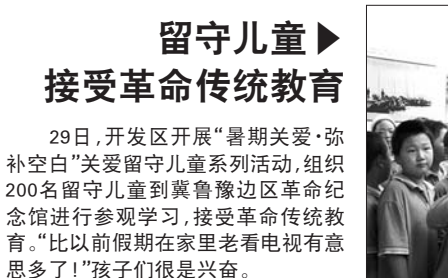 留守儿童▶
接受革命传统教育
29日,开发区开展“暑期关爱·弥
补空白”关爱留守儿童系列活动,组织
200名留守儿童到冀鲁豫边区革命纪
念馆进行参观学习,接受革命传统教
育。“比以前假期在家里老看电视有意
思多了!”孩子们很是兴奋。